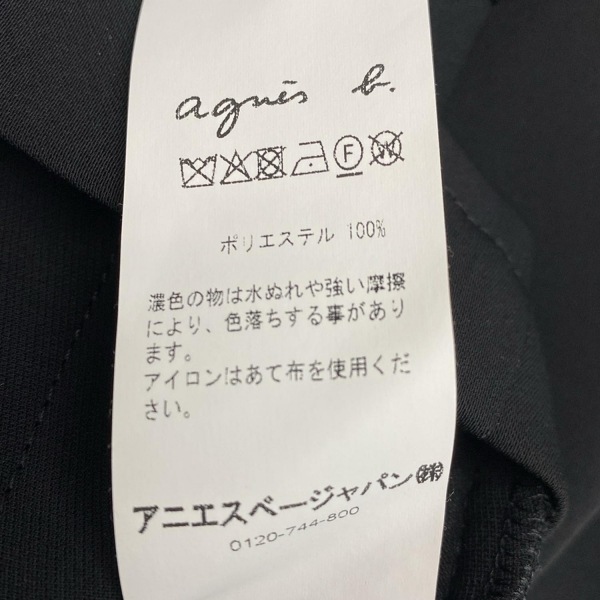 agnès b.
F
W
ポリエステル 100%
濃色の物は水ぬれや強い摩擦
により、色落ちする事があり
ます。
アイロンはあて布を使用くだ
さい。
アニエスベージャパン㈱
0120-744-800